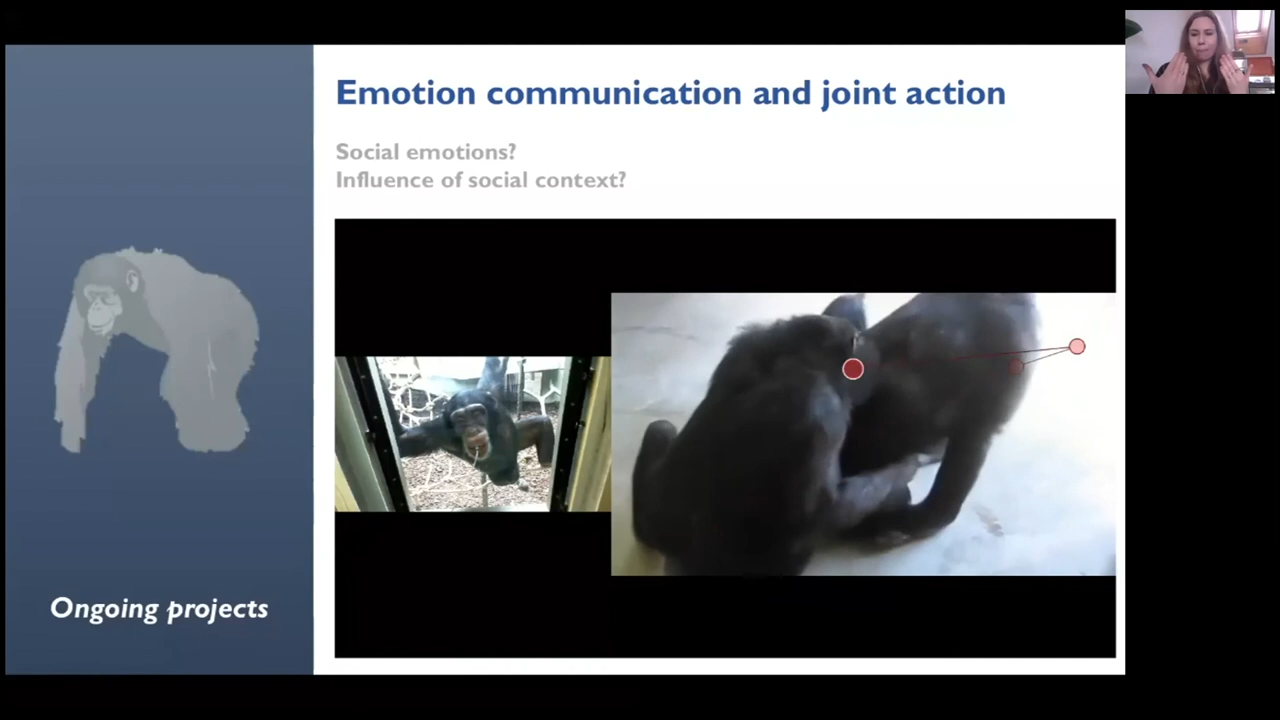 Emotion communication and joint action
Social emotions?
Influence of social context?
Ongoing projects